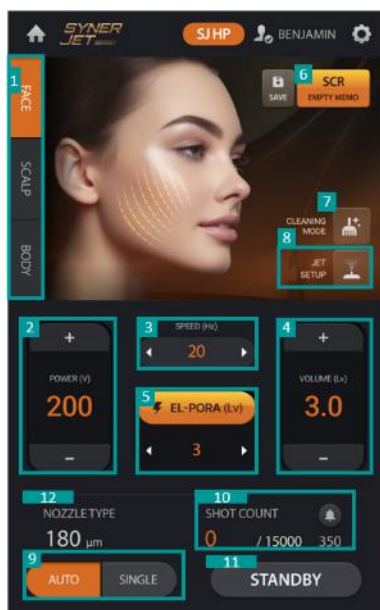 SYNER
JET
SJ HP
BENJAMIN
1
FACE
SCALP
BODY
6
SAVE
SCR
EMPTY MEMO
7
CLEANING
MODE
8
JET
SETUP
2
+
POWER (V)
200
−
3
SPEED (Hz)
20
5
EL-PORA (Lv)
3
4
+
VOLUME (Lv)
3.0
−
12
NOZZLE TYPE
180 μm
10
SHOT COUNT
0 / 15000 350
9
AUTO SINGLE
11
STANDBY